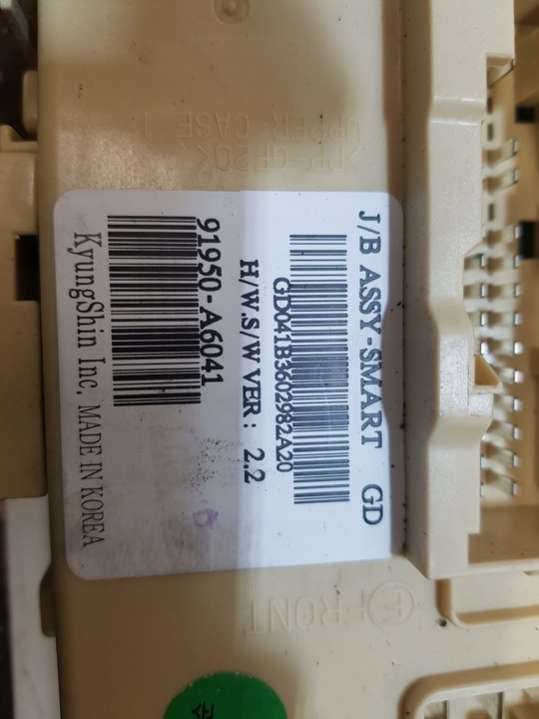 J/B ASSY-SMART GD
GD041B3602982A20
H/W.S/W VER : 2.2
91950-A6041
KyungShin Inc. MADE IN KOREA
UPPER CASE
FRONT